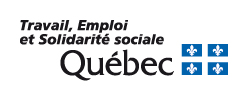 Travail, Emploi
et Solidarité sociale
Québec